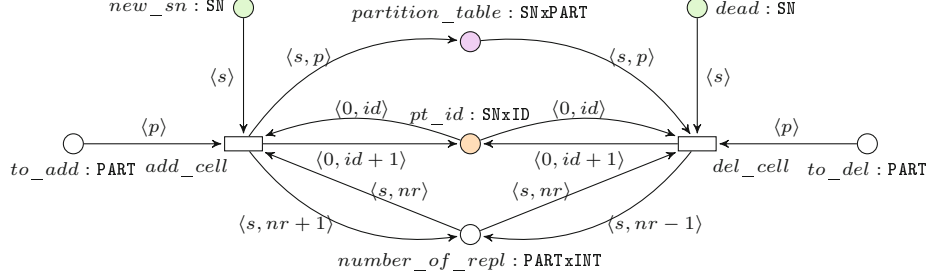 new_sn : SN
partition_table : SNxPART
dead : SN
⟨s, p⟩
⟨s, p⟩
⟨s⟩
⟨s⟩
⟨0, id⟩
pt_id : SNxID
⟨0, id⟩
⟨p⟩
⟨p⟩
to_add : PART
add_cell
⟨0, id + 1⟩
⟨0, id + 1⟩
del_cell
to_del : PART
⟨s, nr⟩
⟨s, nr⟩
⟨s, nr + 1⟩
⟨s, nr − 1⟩
number_of_repl : PARTxINT